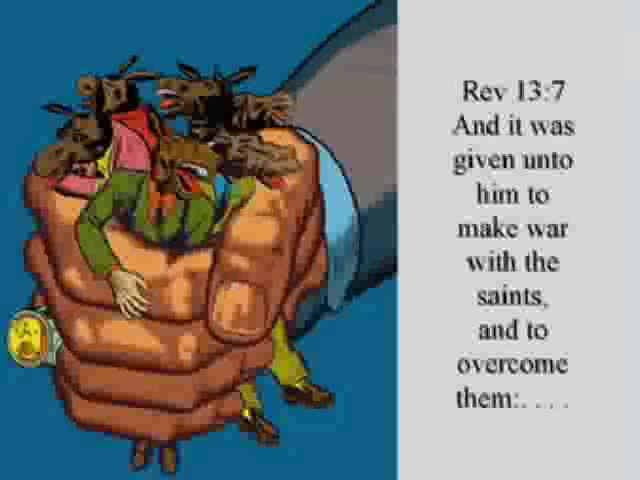 Rev 13:7
And it was
given unto
him to
make war
with the
saints,
and to
overcome
them:. . . .